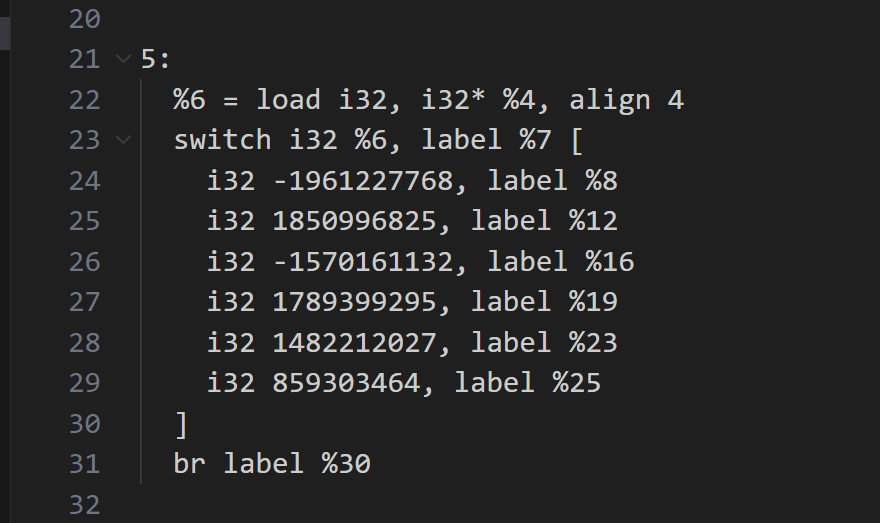 20
21 5:
22 %6 = load i32, i32* %4, align 4
23 switch i32 %6, label %7 [
24 i32 -1961227768, label %8
25 i32 1850996825, label %12
26 i32 -1570161132, label %16
27 i32 1789399295, label %19
28 i32 1482212027, label %23
29 i32 859303464, label %25
30 ]
31 br label %30
32